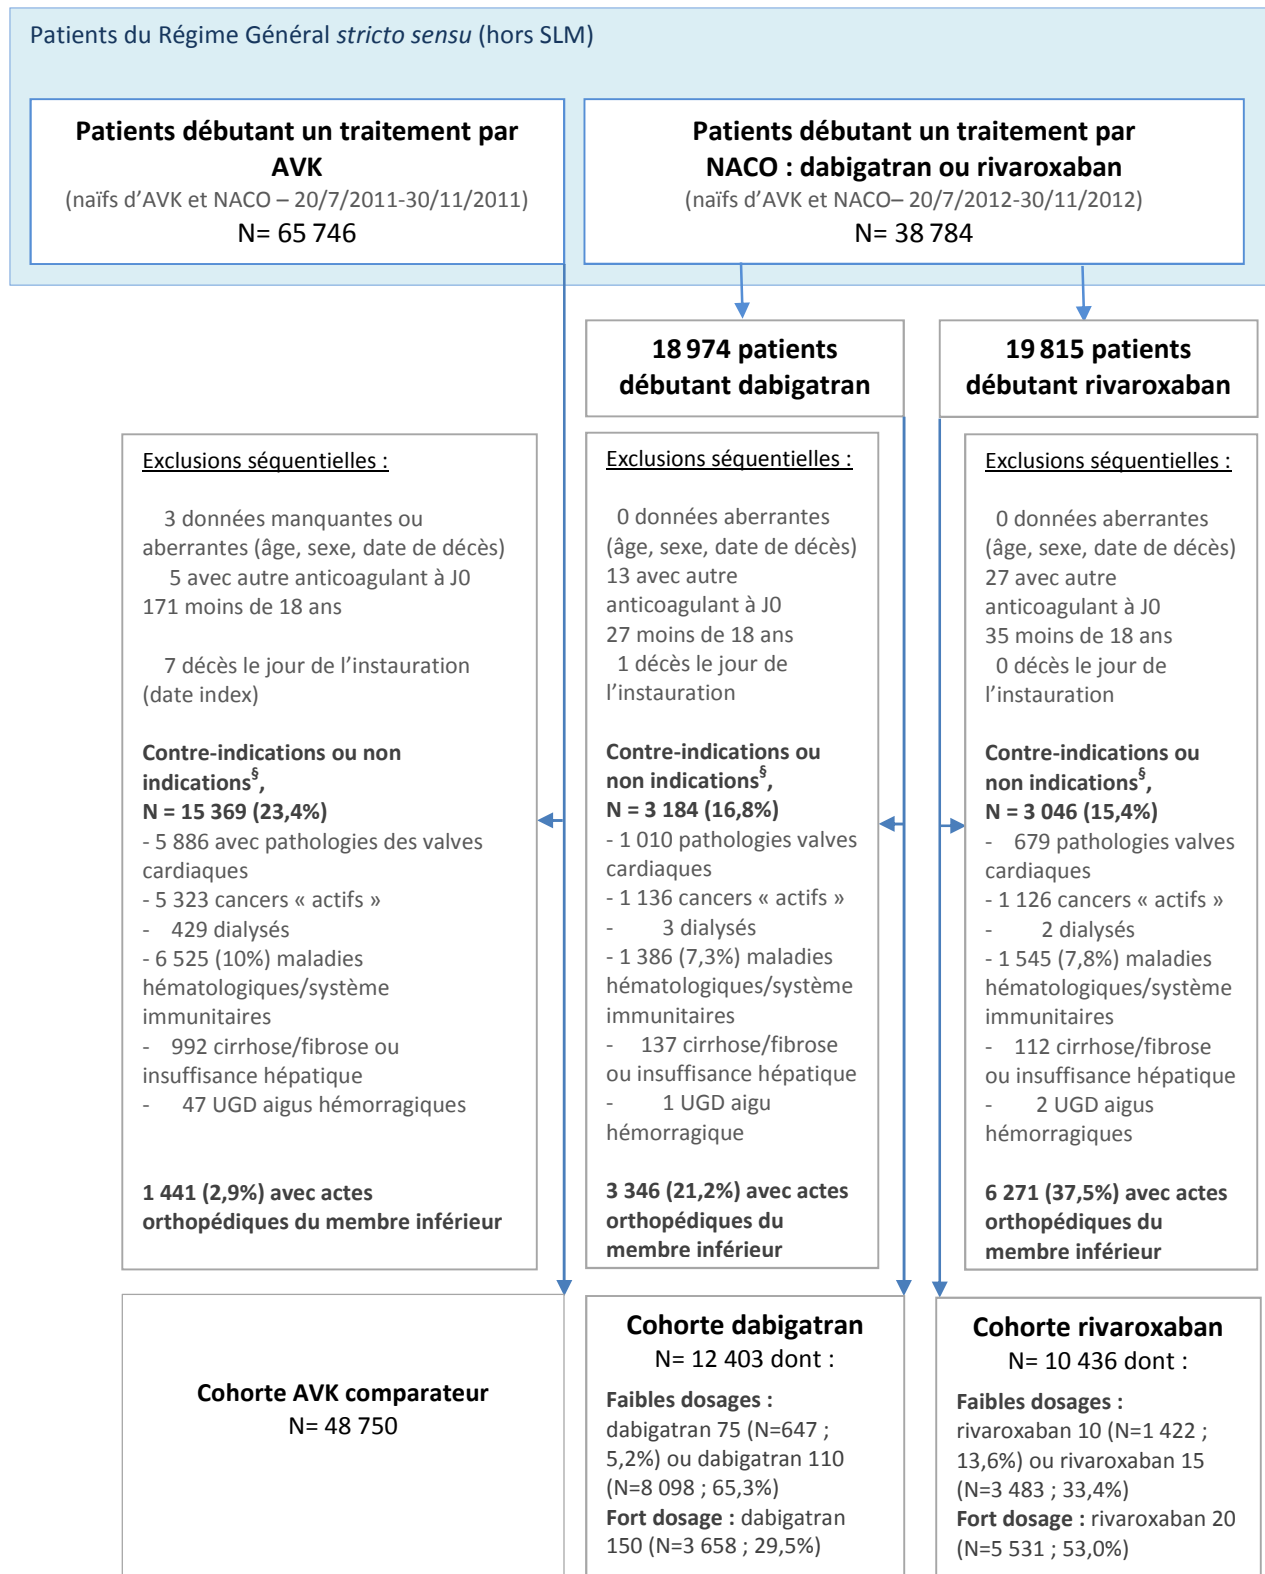 Patients du Régime Général stricto sensu (hors SLM)
Patients débutant un traitement par
AVK
(naïfs d’AVK et NACO – 20/7/2011-30/11/2011)
N= 65 746
Patients débutant un traitement par
NACO : dabigatran ou rivaroxaban
(naïfs d’AVK et NACO– 20/7/2012-30/11/2012)
N= 38 784
18 974 patients
débutant dabigatran
19 815 patients
débutant rivaroxaban
Exclusions séquentielles :
3 données manquantes ou
aberrantes (âge, sexe, date de décès)
5 avec autre anticoagulant à J0
171 moins de 18 ans
7 décès le jour de l’instauration
(date index)
Contre-indications ou non
indications§,
N = 15 369 (23,4%)
- 5 886 avec pathologies des valves
cardiaques
- 5 323 cancers « actifs »
- 429 dialysés
- 6 525 (10%) maladies
hématologiques/système
immunitaires
- 992 cirrhose/fibrose ou
insuffisance hépatique
- 47 UGD aigus hémorragiques
1 441 (2,9%) avec actes
orthopédiques du membre inférieur
Exclusions séquentielles :
0 données aberrantes
(âge, sexe, date de décès)
13 avec autre
anticoagulant à J0
27 moins de 18 ans
1 décès le jour de
l’instauration
Contre-indications ou
non indications§,
N = 3 184 (16,8%)
- 1 010 pathologies valves
cardiaques
- 1 136 cancers « actifs »
- 3 dialysés
- 1 386 (7,3%) maladies
hématologiques/système
immunitaires
- 137 cirrhose/fibrose
ou insuffisance hépatique
- 1 UGD aigu
hémorragique
3 346 (21,2%) avec actes
orthopédiques du
membre inférieur
Exclusions séquentielles :
0 données aberrantes
(âge, sexe, date de décès)
27 avec autre
anticoagulant à J0
35 moins de 18 ans
0 décès le jour de
l’instauration
Contre-indications ou
non indications§,
N = 3 046 (15,4%)
- 679 pathologies valves
cardiaques
- 1 126 cancers « actifs »
- 2 dialysés
- 1 545 (7,8%) maladies
hématologiques/système
immunitaires
- 112 cirrhose/fibrose
ou insuffisance hépatique
- 2 UGD aigus
hémorragiques
6 271 (37,5%) avec actes
orthopédiques du
membre inférieur
Cohorte AVK comparateur
N= 48 750
Cohorte dabigatran
N= 12 403 dont :
Faibles dosages :
dabigatran 75 (N=647 ;
5,2%) ou dabigatran 110
(N=8 098 ; 65,3%)
Fort dosage : dabigatran
150 (N=3 658 ; 29,5%)
Cohorte rivaroxaban
N= 10 436 dont :
Faibles dosages :
rivaroxaban 10 (N=1 422 ;
13,6%) ou rivaroxaban 15
(N=3 483 ; 33,4%)
Fort dosage : rivaroxaban 20
(N=5 531 ; 53,0%)